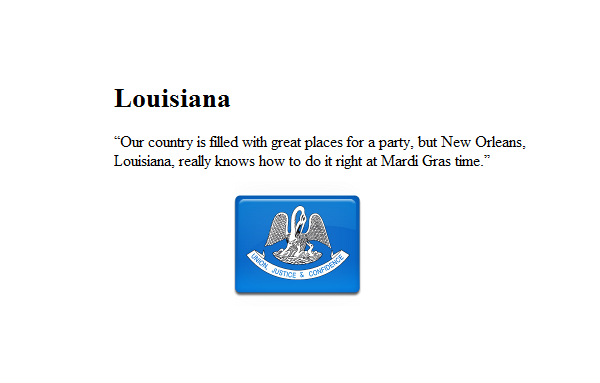 Louisiana
“Our country is filled with great places for a party, but New Orleans,
Louisiana, really knows how to do it right at Mardi Gras time.”
UNION, JUSTICE & CONFIDENCE